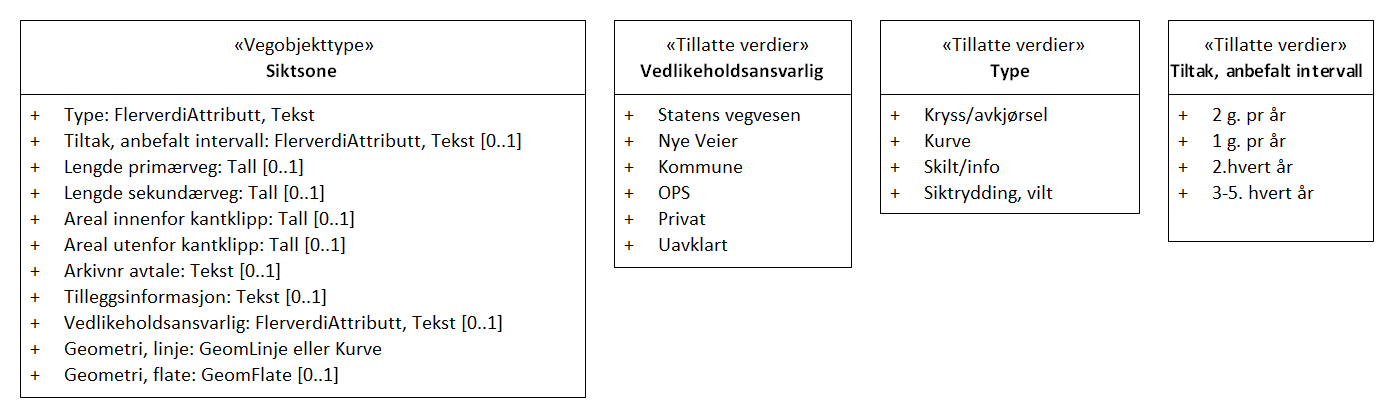 «Vegobjekttype»
Siktsone
+ Type: FlerverdiAttributt, Tekst
+ Tiltak, anbefalt intervall: FlerverdiAttributt, Tekst [0..1]
+ Lengde primærveg: Tall [0..1]
+ Lengde sekundærveg: Tall [0..1]
+ Areal innenfor kantklipp: Tall [0..1]
+ Areal utenfor kantklipp: Tall [0..1]
+ Arkivnr avtale: Tekst [0..1]
+ Tilleggsinformasjon: Tekst [0..1]
+ Vedlikeholdsansvarlig: FlerverdiAttributt, Tekst [0..1]
+ Geometri, linje: GeomLinje eller Kurve
+ Geometri, flate: GeomFlate [0..1]
«Tillatte verdier»
Vedlikeholdsansvarlig
+ Statens vegvesen
+ Nye Veier
+ Kommune
+ OPS
+ Privat
+ Uavklart
«Tillatte verdier»
Type
+ Kryss/avkjørsel
+ Kurve
+ Skilt/info
+ Siktrydding, vilt
«Tillatte verdier»
Tiltak, anbefalt intervall
+ 2 g. pr år
+ 1 g. pr år
+ 2.hvert år
+ 3-5. hvert år